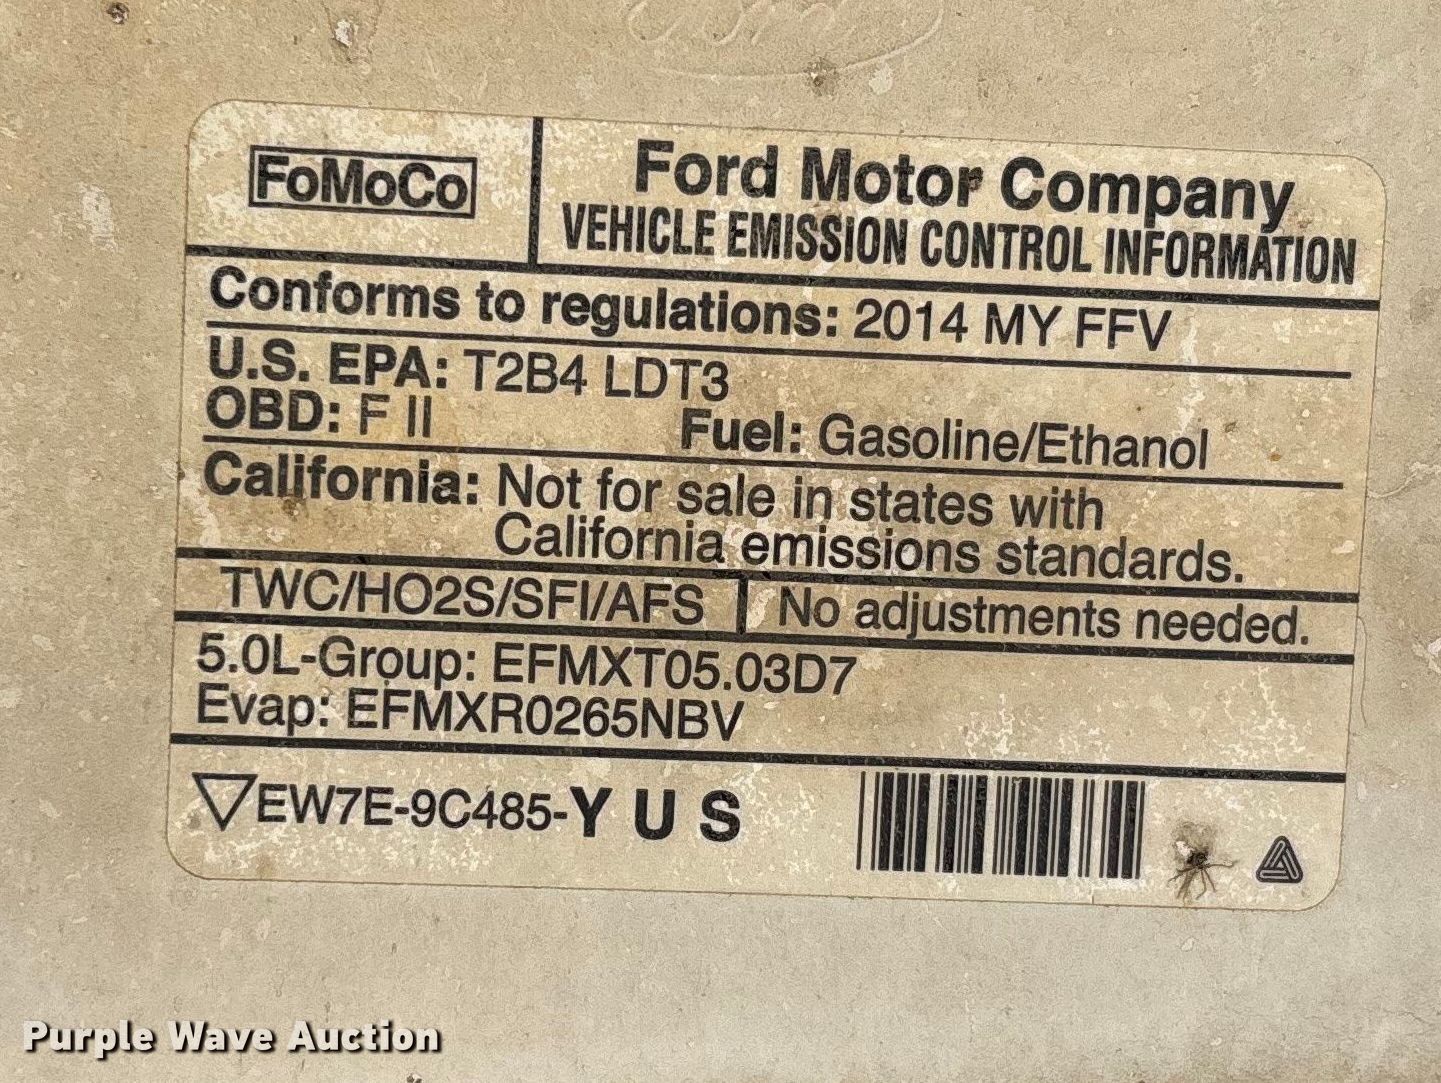 Ford
FoMoCo
Ford Motor Company
VEHICLE EMISSION CONTROL INFORMATION
Conforms to regulations: 2014 MY FFV
U.S. EPA: T2B4 LDT3
OBD: F II Fuel: Gasoline/Ethanol
California: Not for sale in states with
California emissions standards.
TWC/HO2S/SFI/AFS No adjustments needed.
5.0L-Group: EFMXT05.03D7
Evap: EFMXR0265NBV
EW7E-9C485-Y U S
Purple Wave Auction